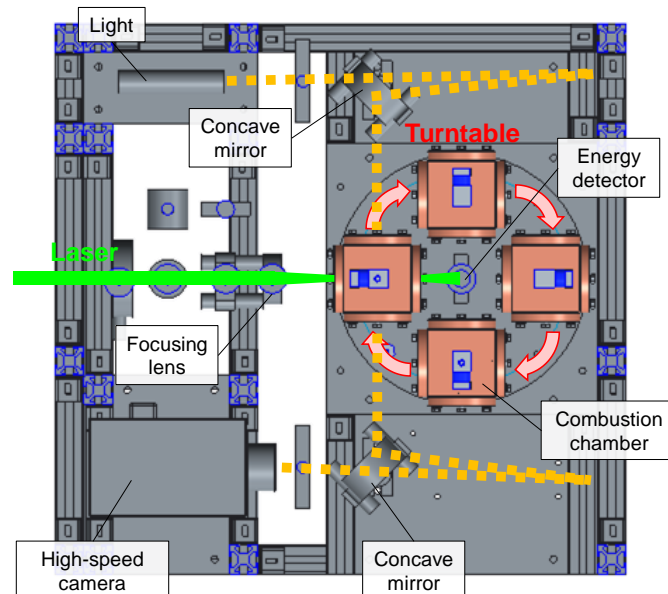 Light
Concave
mirror
Turntable
Energy
detector
Laser
Focusing
lens
Combustion
chamber
High-speed
camera
Concave
mirror